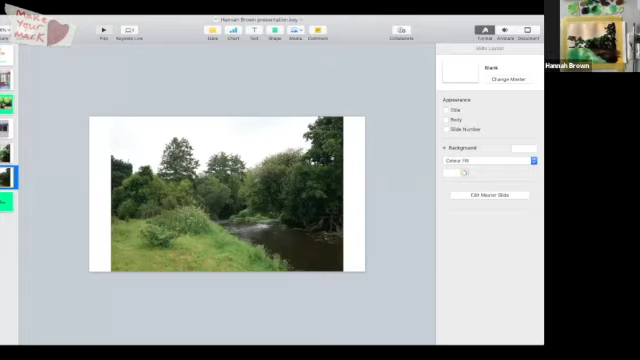 MAKE
YOUR
MARK
Hannah Brown presentation.key
Play
Keynote Live
Table
Chart
Text
Shape
Media
Comment
Collaborate
Format
Animate
Document
Slide Layout
Blank
Change Master
Appearance
Title
Body
Slide Number
Background
Colour Fill
Edit Master Slide
Hannah Brown